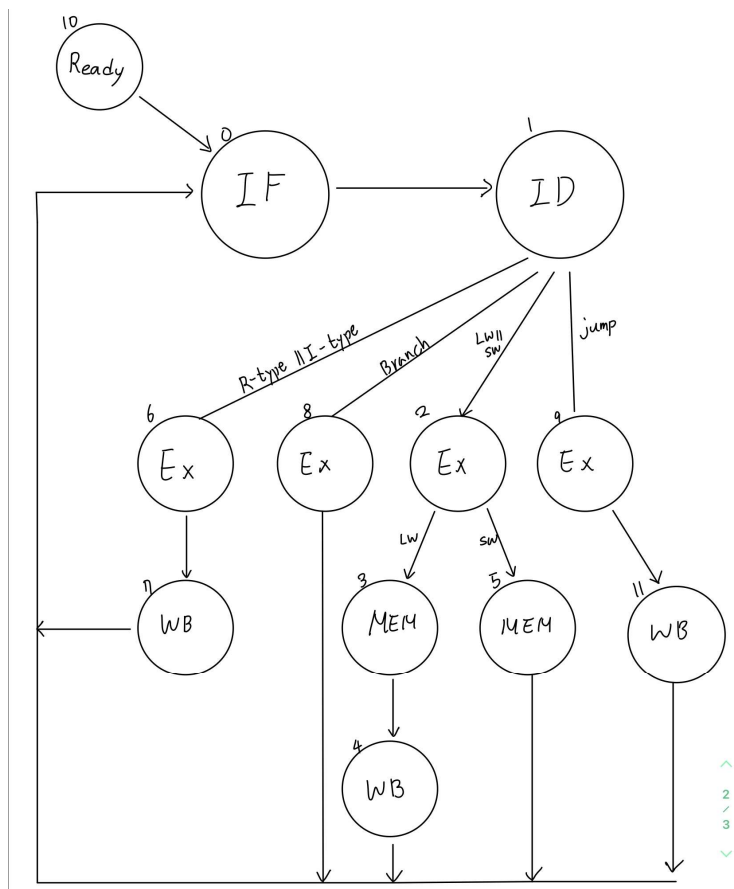 10
Ready
0
IF
1
ID
R-type || I-type
Branch
LW||
SW
jump
6
Ex
8
Ex
2
Ex
9
Ex
LW
SW
7
WB
3
MEM
5
MEM
11
WB
4
WB
2
/
3